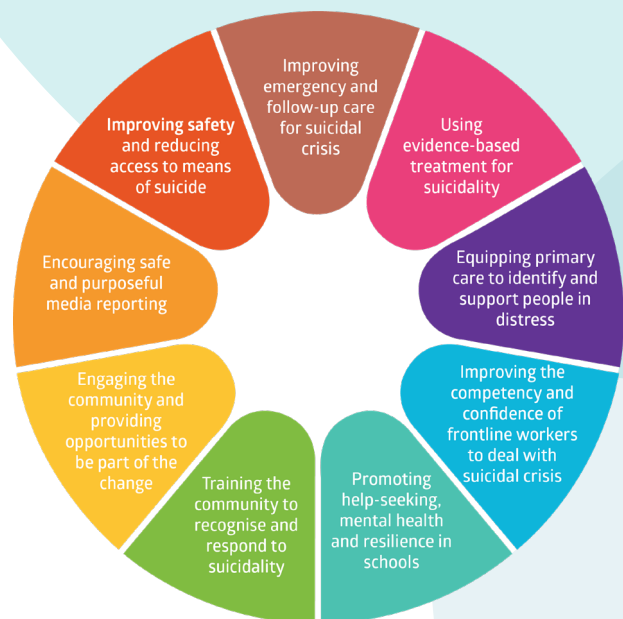 Improving
emergency and
follow-up care
for suicidal
crisis
Using
evidence-based
treatment for
suicidality
Equipping primary
care to identify and
support people in
distress
Improving the
competency and
confidence of
frontline workers
to deal with
suicidal crisis
Promoting
help-seeking,
mental health
and resilience in
schools
Training the
community to
recognise and
respond to
suicidality
Engaging the
community and
providing
opportunities to
be part of the
change
Encouraging safe
and purposeful
media reporting
Improving safety
and reducing
access to means
of suicide